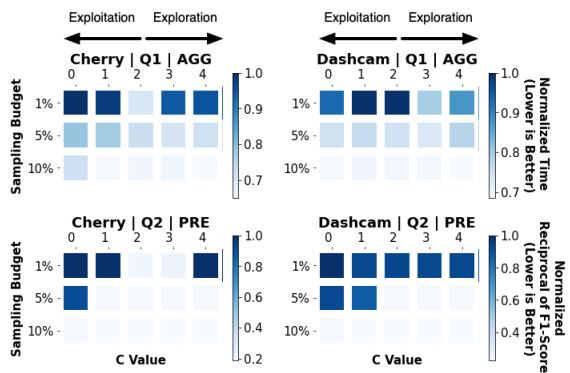 Exploitation Exploration Exploitation Exploration
Cherry | Q1 | AGG
0 1 2 3 4
Sampling Budget
1%
5%
10%
1.0
0.9
0.8
0.7
Dashcam | Q1 | AGG
0 1 2 3 4
1%
5%
10%
1.0
0.9
0.8
0.7
Normalized Time
(Lower is Better)
Cherry | Q2 | PRE
0 1 2 3 4
Sampling Budget
1%
5%
10%
C Value
1.0
0.8
0.6
0.4
0.2
Dashcam | Q2 | PRE
0 1 2 3 4
1%
5%
10%
C Value
1.0
0.8
0.6
0.4
Normalized
Reciprocal of F1-Score
(Lower is Better)